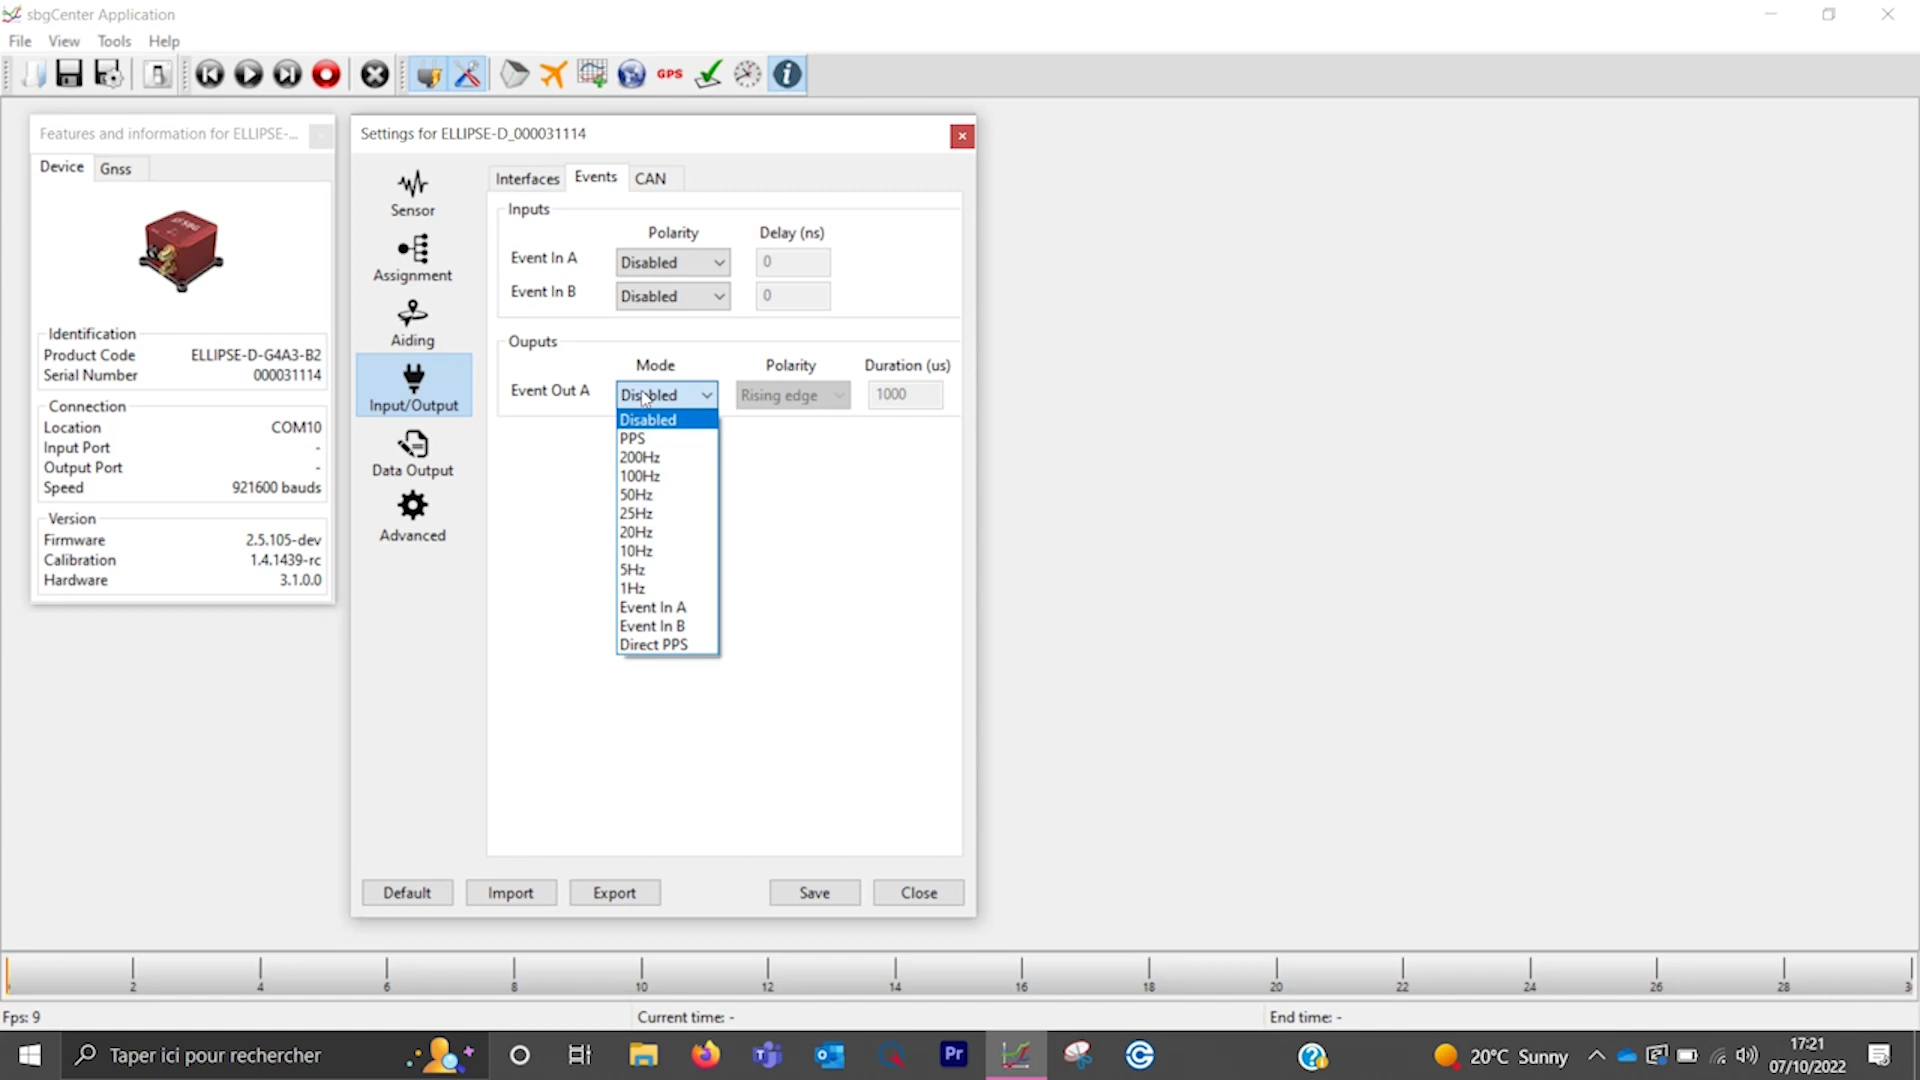 sbgCenter Application
File View Tools Help
GPS
Features and information for ELLIPSE-...
Device Gnss
Identification
Product Code ELLIPSE-D-G4A3-B2
Serial Number 000031114
Connection
Location COM10
Input Port -
Output Port -
Speed 921600 bauds
Version
Firmware 2.5.105-dev
Calibration 1.4.1439-rc
Hardware 3.1.0.0
Settings for ELLIPSE-D_000031114
Sensor
Assignment
Aiding
Input/Output
Data Output
Advanced
Interfaces Events CAN
Inputs
Polarity Delay (ns)
Event In A Disabled 0
Event In B Disabled 0
Ouputs
Mode Polarity Duration (us)
Event Out A Disabled Rising edge 1000
Disabled
PPS
200Hz
100Hz
50Hz
25Hz
20Hz
10Hz
5Hz
1Hz
Event In A
Event In B
Direct PPS
Default Import Export Save Close
2 4 6 8 10 12 14 16 18 20 22 24 26 28
Fps: 9 Current time: - End time: -
Taper ici pour rechercher
Pr
20°C Sunny
17:21
07/10/2022